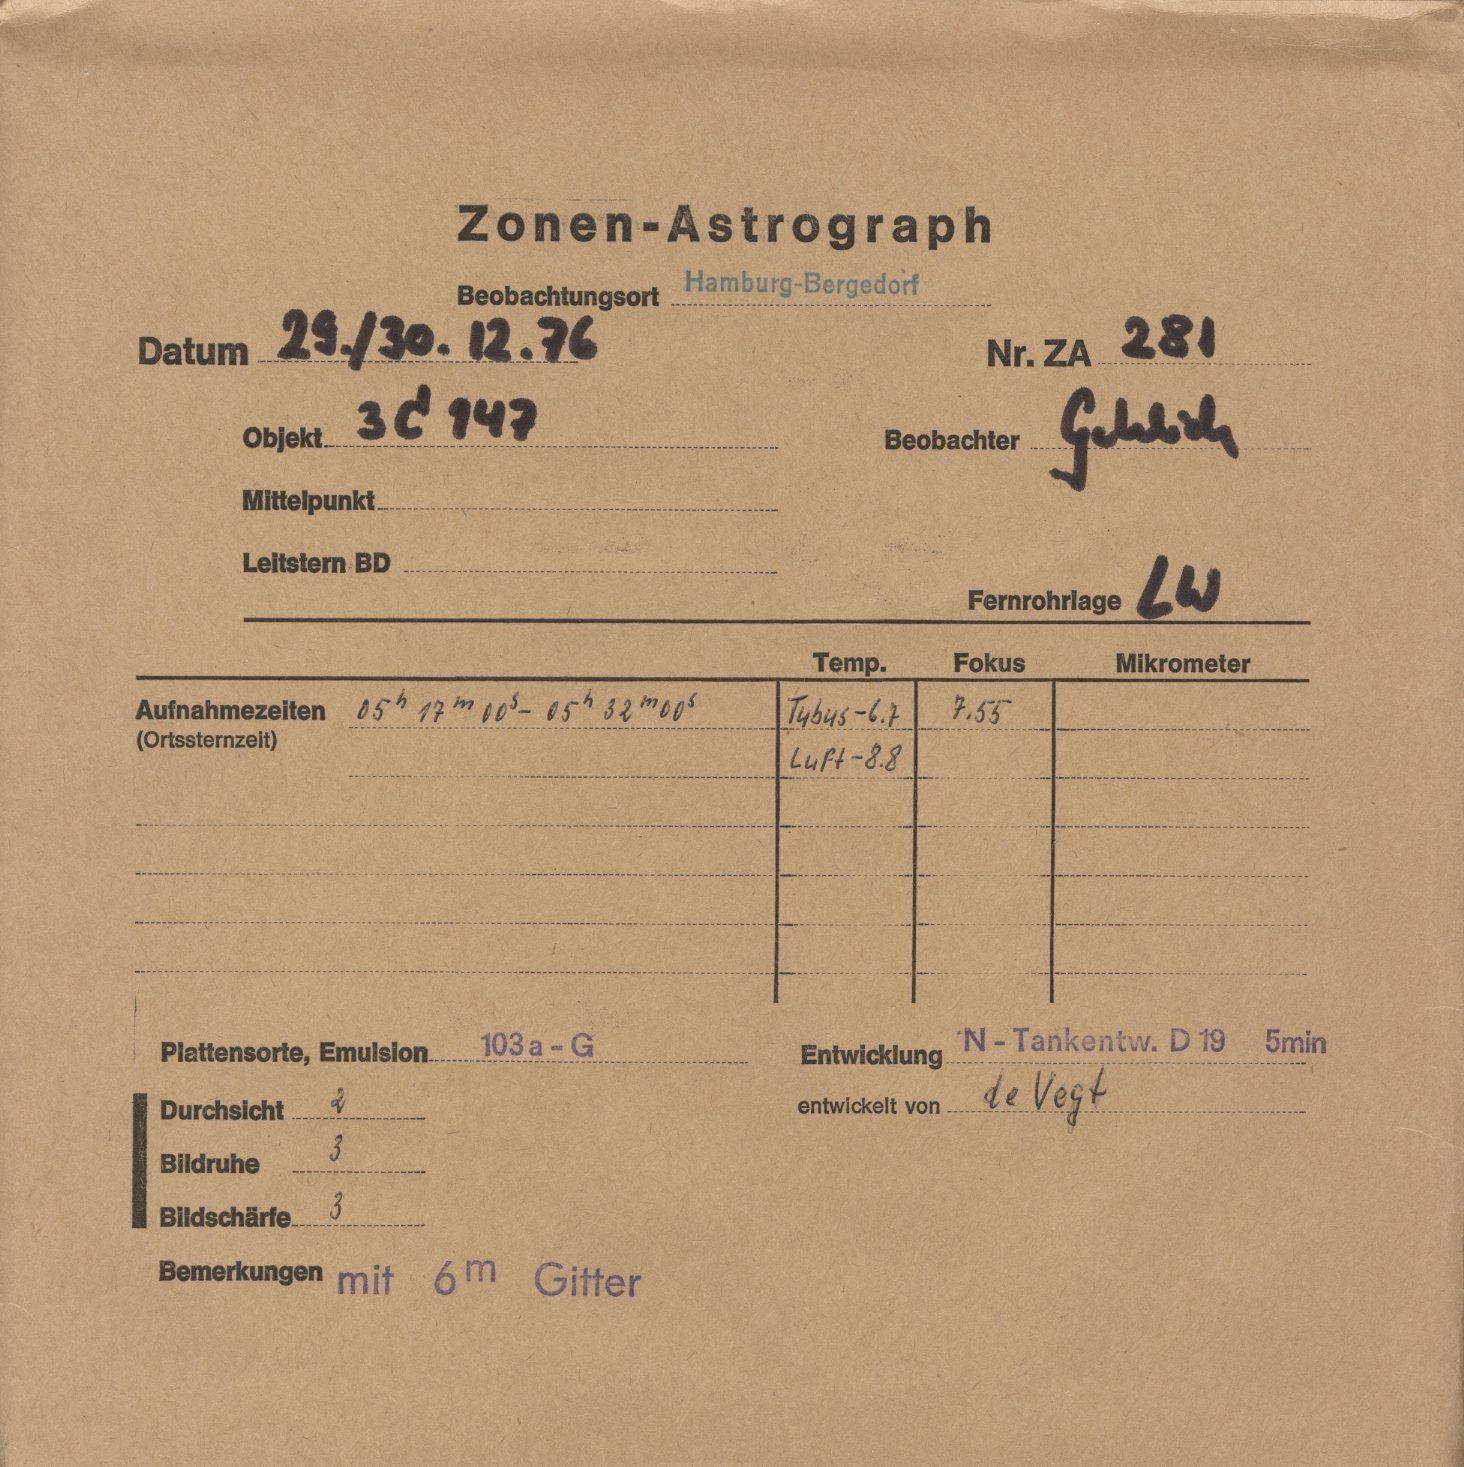 Zonen-Astrograph
Beobachtungsort Hamburg-Bergedorf
Datum 29./30. 12.76 Nr. ZA 281
Objekt 3C 147 Beobachter
Mittelpunkt
Leitstern BD
Fernrohrlage LW
Temp. Fokus Mikrometer
Aufnahmezeiten 05h 17m 00s - 05h 32m 00s Tubus -6.7 7.55
(Ortssternzeit) Luft -8.8
Plattensorte, Emulsion 103a-G Entwicklung N-Tankentw. D 19 5min
Durchsicht 2 entwickelt von de Vegt
Bildruhe 3
Bildschärfe 3
Bemerkungen mit 6m Gitter